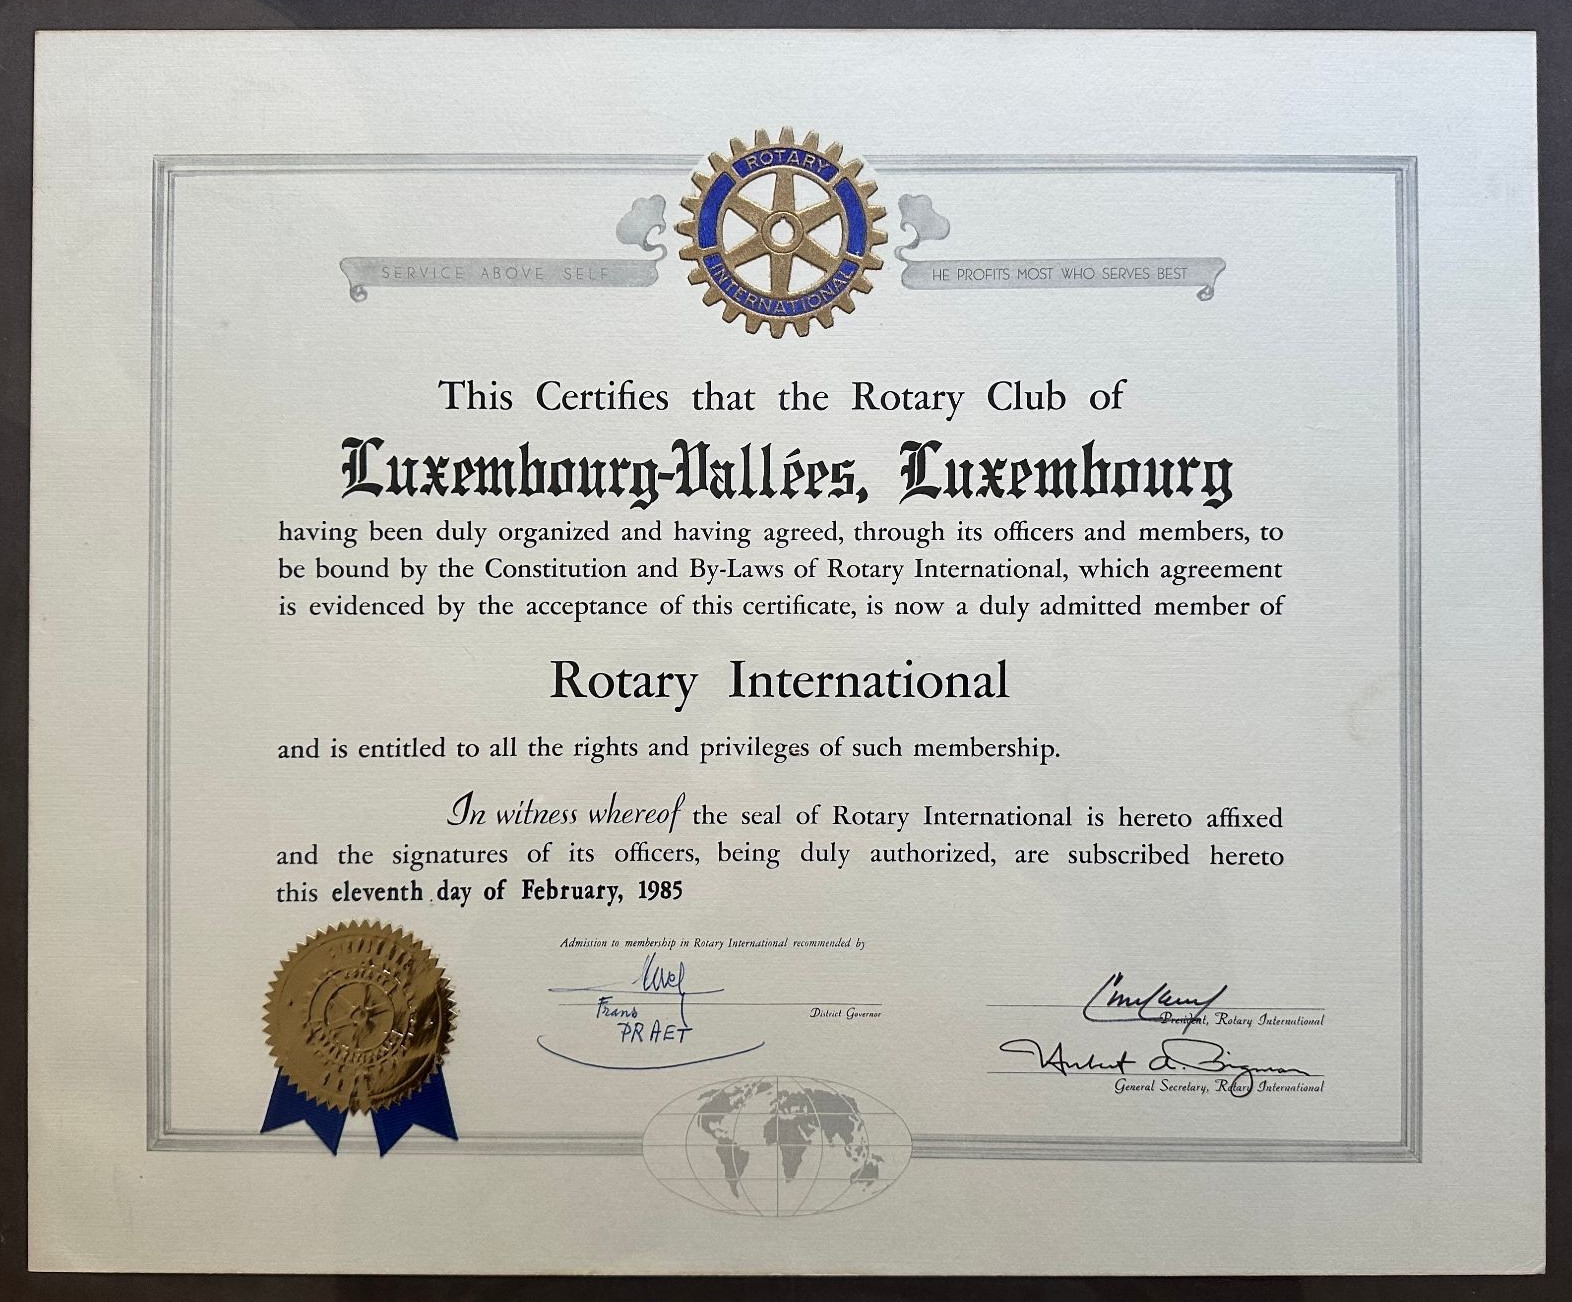 ROTARY
INTERNATIONAL
SERVICE ABOVE SELF
HE PROFITS MOST WHO SERVES BEST
This Certifies that the Rotary Club of
Luxembourg-Vallées, Luxembourg
having been duly organized and having agreed, through its officers and members, to
be bound by the Constitution and By-Laws of Rotary International, which agreement
is evidenced by the acceptance of this certificate, is now a duly admitted member of
Rotary International
and is entitled to all the rights and privileges of such membership.
In witness whereof the seal of Rotary International is hereto affixed
and the signatures of its officers, being duly authorized, are subscribed hereto
this eleventh day of February, 1985
Admission to membership in Rotary International recommended by
Frans
PRAET
District Governor
President, Rotary International
Herbert A. Pigman
General Secretary, Rotary International